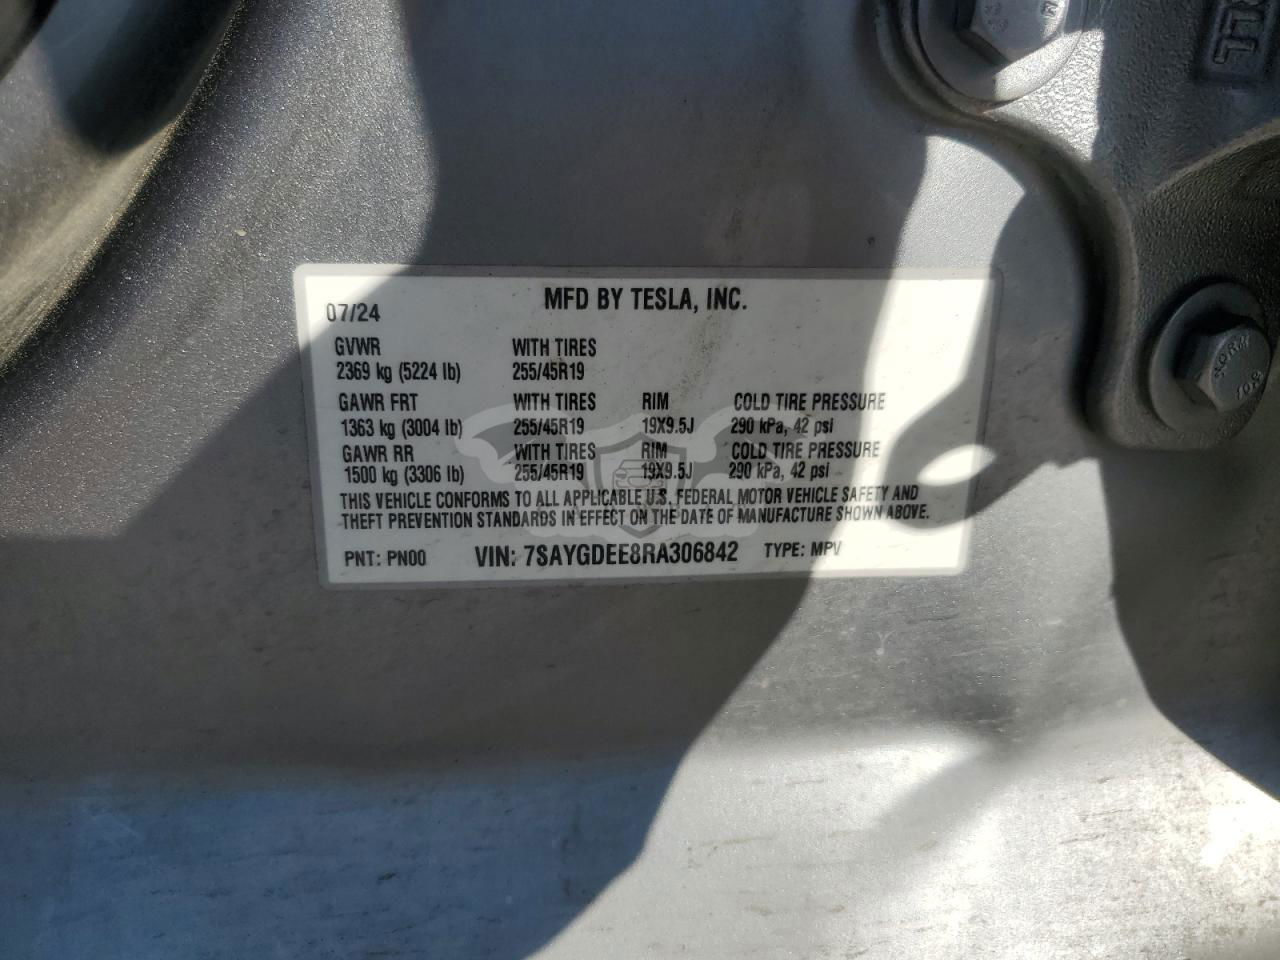 07/24 MFD BY TESLA, INC.
GVWR WITH TIRES
2369 kg (5224 lb) 255/45R19
GAWR FRT WITH TIRES RIM COLD TIRE PRESSURE
1363 kg (3004 lb) 255/45R19 19X9.5J 290 kPa, 42 psi
GAWR RR WITH TIRES RIM COLD TIRE PRESSURE
1500 kg (3306 lb) 255/45R19 19X9.5J 290 kPa, 42 psi
THIS VEHICLE CONFORMS TO ALL APPLICABLE U.S. FEDERAL MOTOR VEHICLE SAFETY AND
THEFT PREVENTION STANDARDS IN EFFECT ON THE DATE OF MANUFACTURE SHOWN ABOVE.
PNT: PN00 VIN: 7SAYGDEE8RA306842 TYPE: MPV